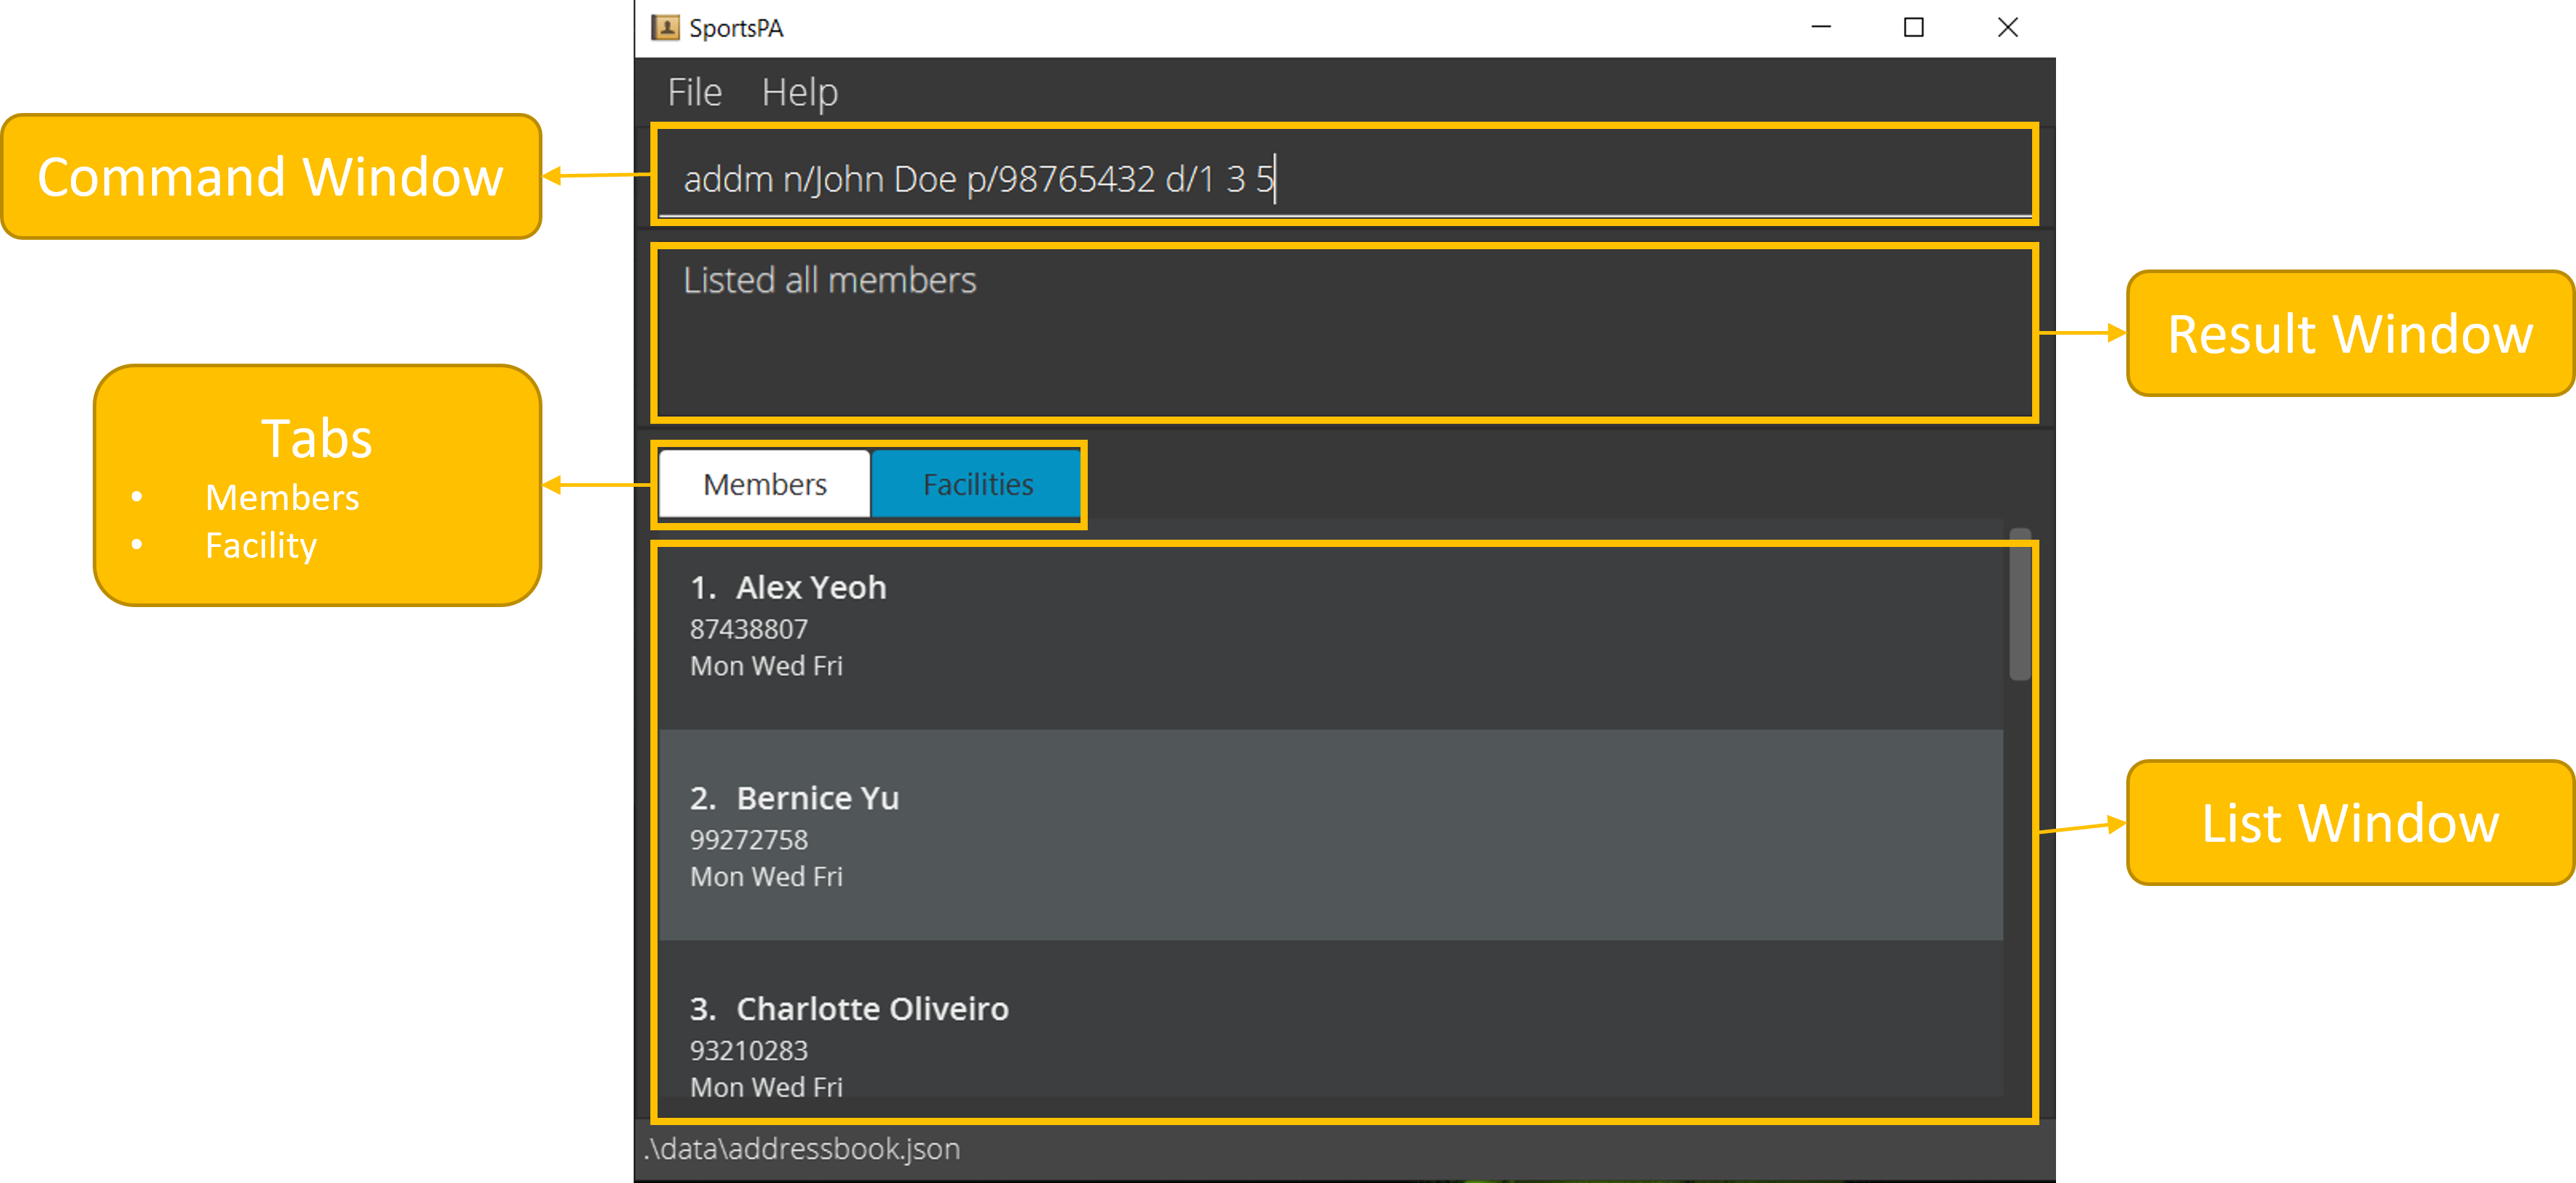 SportsPA
File Help
Command Window
addm n/John Doe p/98765432 d/1 3 5
Listed all members
Result Window
Tabs
• Members
• Facility
Members Facilities
1. Alex Yeoh
87438807
Mon Wed Fri
2. Bernice Yu
99272758
Mon Wed Fri
List Window
3. Charlotte Oliveiro
93210283
Mon Wed Fri
.\data\addressbook.json